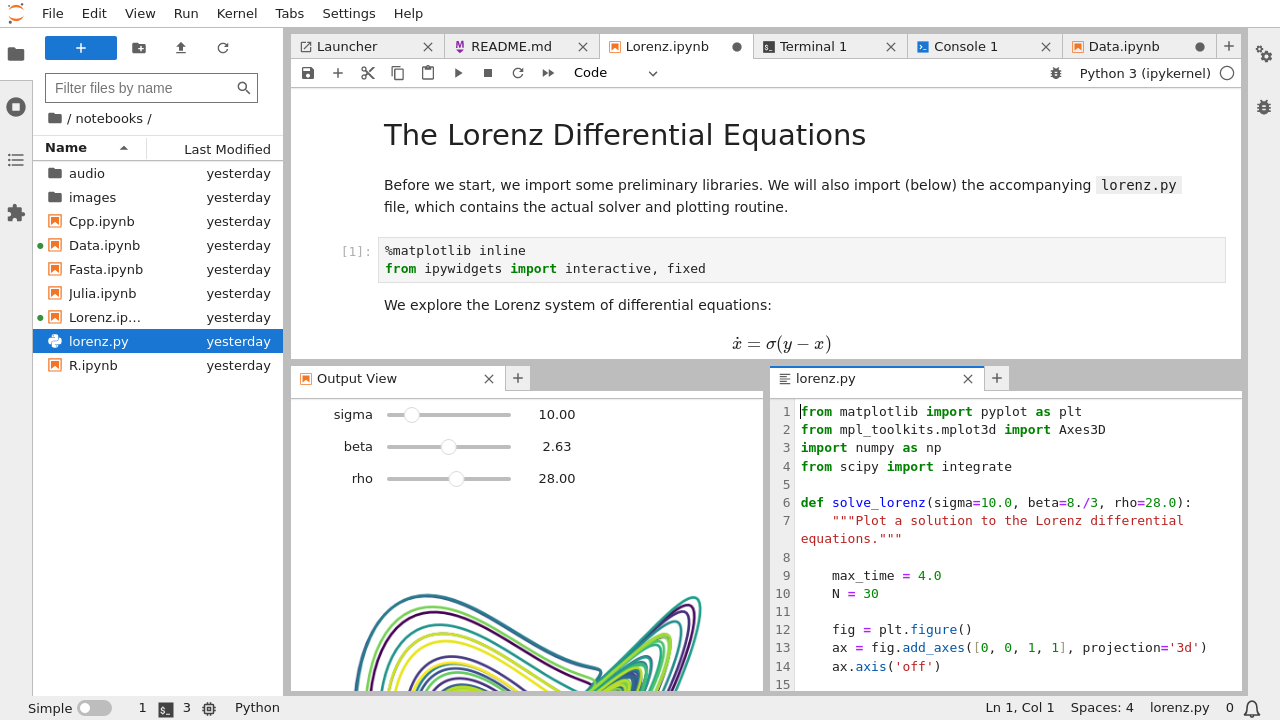 File Edit View Run Kernel Tabs Settings Help
Filter files by name
/ notebooks /
Name Last Modified
audio yesterday
images yesterday
Cpp.ipynb yesterday
Data.ipynb yesterday
Fasta.ipynb yesterday
Julia.ipynb yesterday
Lorenz.ip… yesterday
lorenz.py yesterday
R.ipynb yesterday
Launcher README.md Lorenz.ipynb Terminal 1 Console 1 Data.ipynb
Code Python 3 (ipykernel)
The Lorenz Differential Equations
Before we start, we import some preliminary libraries. We will also import (below) the accompanying lorenz.py
file, which contains the actual solver and plotting routine.
[1]: %matplotlib inline
from ipywidgets import interactive, fixed
We explore the Lorenz system of differential equations:
ẋ = σ(y − x)
Output View
sigma 10.00
beta 2.63
rho 28.00
lorenz.py
1 from matplotlib import pyplot as plt
2 from mpl_toolkits.mplot3d import Axes3D
3 import numpy as np
4 from scipy import integrate
5
6 def solve_lorenz(sigma=10.0, beta=8./3, rho=28.0):
7 """Plot a solution to the Lorenz differential
equations."""
8
9 max_time = 4.0
10 N = 30
11
12 fig = plt.figure()
13 ax = fig.add_axes([0, 0, 1, 1], projection='3d')
14 ax.axis('off')
15
Simple 1 3 Python Ln 1, Col 1 Spaces: 4 lorenz.py 0